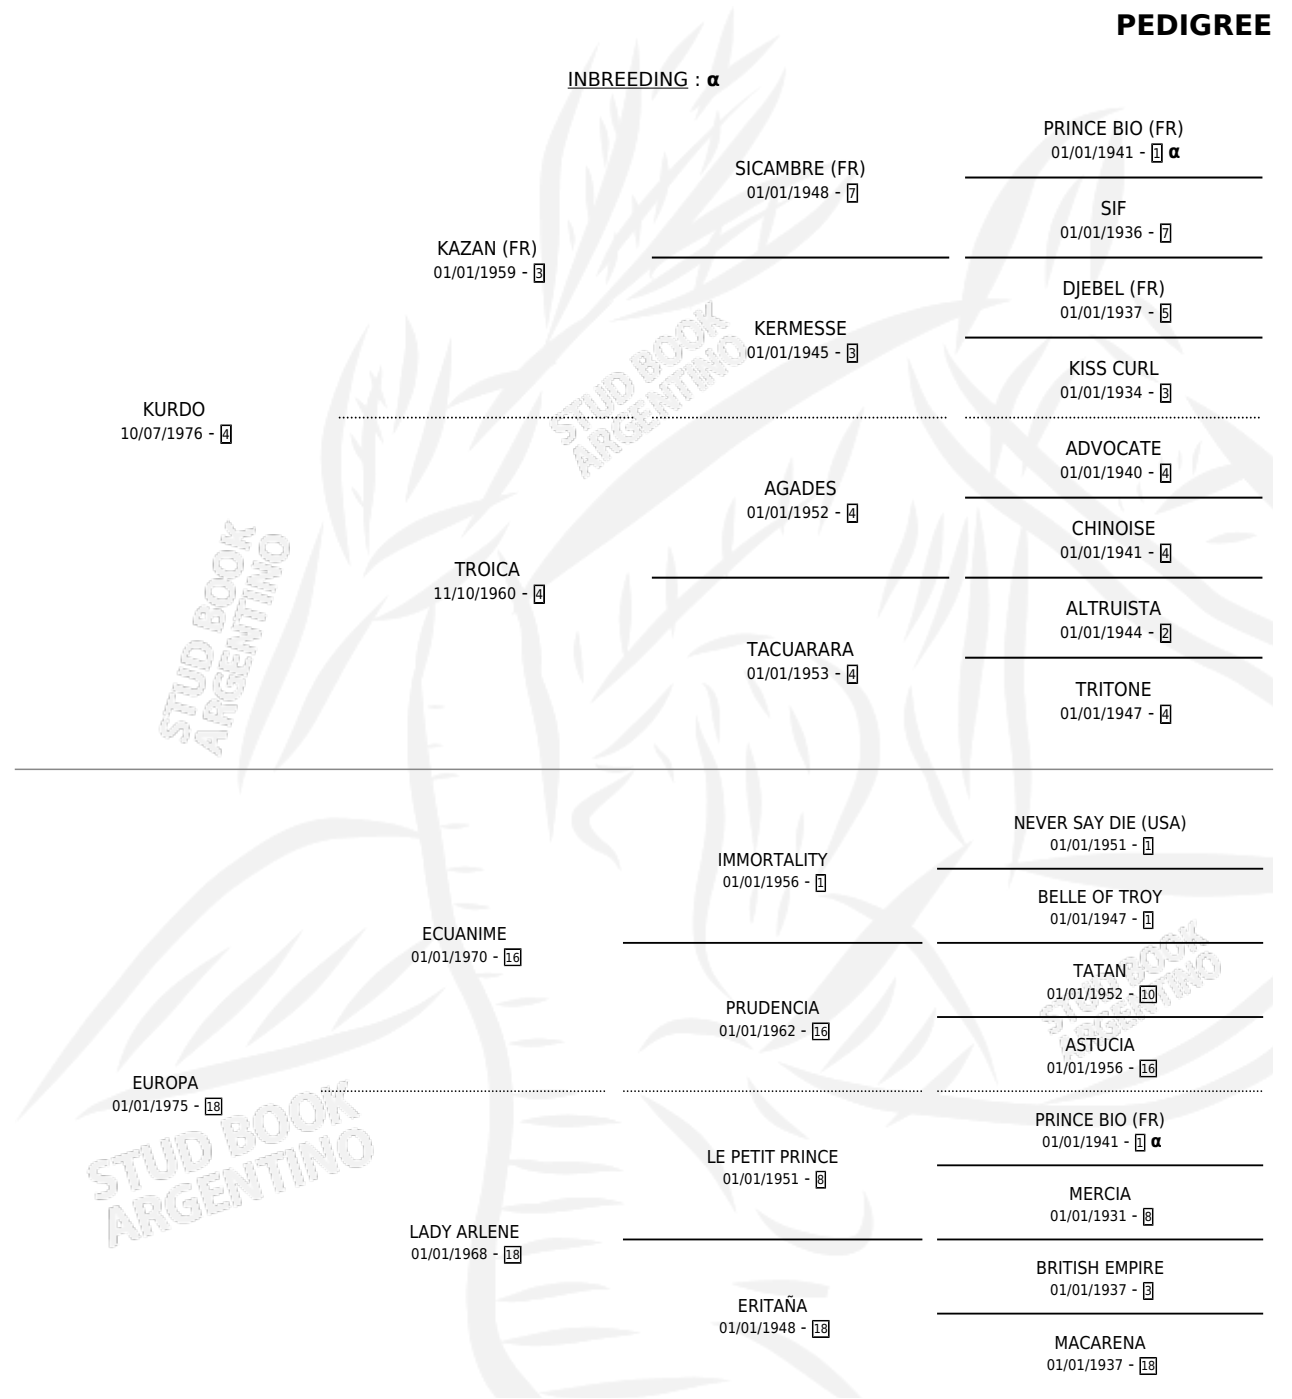 PEDIGREE
INBREEDING : α
PRINCE BIO (FR)
01/01/1941 - 1 α
SICAMBRE (FR)
01/01/1948 - 7
SIF
01/01/1936 - 7
KAZAN (FR)
01/01/1959 - 3
DJEBEL (FR)
01/01/1937 - 5
KERMESSE
01/01/1945 - 3
KISS CURL
01/01/1934 - 3
KURDO
10/07/1976 - 4
ADVOCATE
01/01/1940 - 4
AGADES
01/01/1952 - 4
CHINOISE
01/01/1941 - 4
TROICA
11/10/1960 - 4
ALTRUISTA
01/01/1944 - 2
TACUARARA
01/01/1953 - 4
TRITONE
01/01/1947 - 4
NEVER SAY DIE (USA)
01/01/1951 - 1
IMMORTALITY
01/01/1956 - 1
BELLE OF TROY
01/01/1947 - 1
ECUANIME
01/01/1970 - 16
TATAN
01/01/1952 - 10
PRUDENCIA
01/01/1962 - 16
ASTUCIA
01/01/1956 - 16
EUROPA
01/01/1975 - 18
PRINCE BIO (FR)
01/01/1941 - 1 α
LE PETIT PRINCE
01/01/1951 - 8
MERCIA
01/01/1931 - 8
LADY ARLENE
01/01/1968 - 18
BRITISH EMPIRE
01/01/1937 - 3
ERITAÑA
01/01/1948 - 18
MACARENA
01/01/1937 - 18
STUD BOOK
ARGENTINO
STUD BOOK
ARGENTINO
STUD BOOK
ARGENTINO
STUD BOOK
ARGENTINO